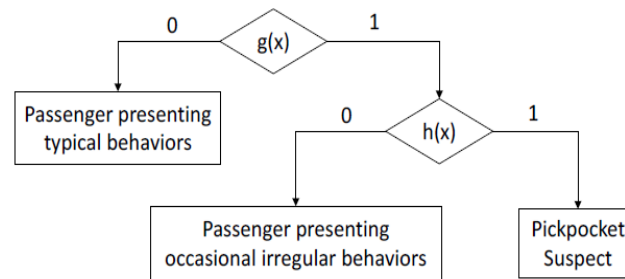 0
g(x)
1
Passenger presenting
typical behaviors
0
h(x)
1
Passenger presenting
occasional irregular behaviors
Pickpocket
Suspect